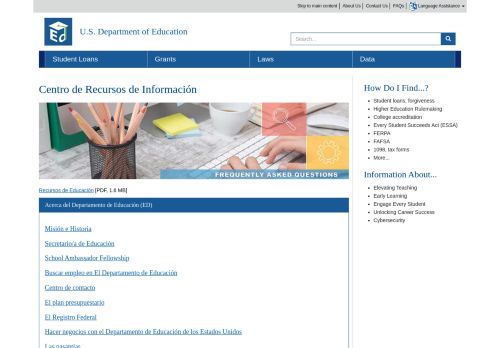 Skip to main content | About Us | Contact Us | FAQs | Language Assistance
U.S. Department of Education
Search...
Student Loans Grants Laws Data
Centro de Recursos de Información
FREQUENTLY ASKED QUESTIONS
Recursos de Educación [PDF, 1.6 MB]
Acerca del Departamento de Educación (ED)
Misión e Historia
Secretario/a de Educación
School Ambassador Fellowship
Buscar empleo en El Departamento de Educación
Centro de contacto
El plan presupuestario
El Registro Federal
Hacer negocios con el Departamento de Educación de los Estados Unidos
Las pasantías
How Do I Find...?
Student loans, forgiveness
Higher Education Rulemaking
College accreditation
Every Student Succeeds Act (ESSA)
FERPA
FAFSA
1098, tax forms
More...
Information About...
Elevating Teaching
Early Learning
Engage Every Student
Unlocking Career Success
Cybersecurity